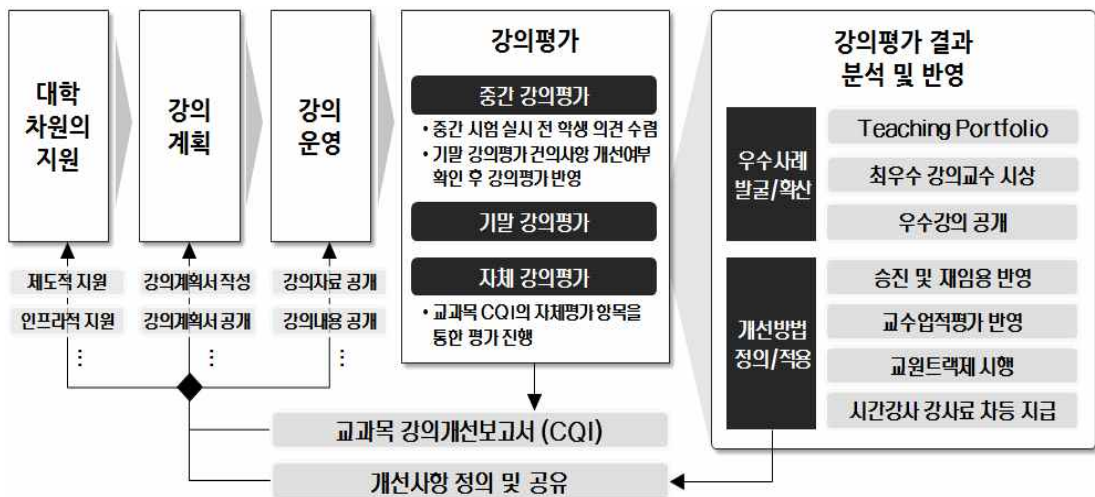 대학
차원의
지원
강의
계획
강의
운영
강의평가
중간 강의평가
• 중간 시험 실시 전 학생 의견 수렴
• 기말 강의평가 건의사항 개선여부
확인 후 강의평가 반영
기말 강의평가
자체 강의평가
• 교과목 CQI의 자체평가 항목을
통한 평가 진행
제도적 지원
인프라적 지원
⋮
강의계획서 작성
강의계획서 공개
⋮
강의자료 공개
강의내용 공개
⋮
강의평가 결과
분석 및 반영
우수사례
발굴/확산
Teaching Portfolio
최우수 강의교수 시상
우수강의 공개
개선방법
정의/적용
승진 및 재임용 반영
교수업적평가 반영
교원트랙제 시행
시간강사 강사료 차등 지급
교과목 강의개선보고서 (CQI)
개선사항 정의 및 공유